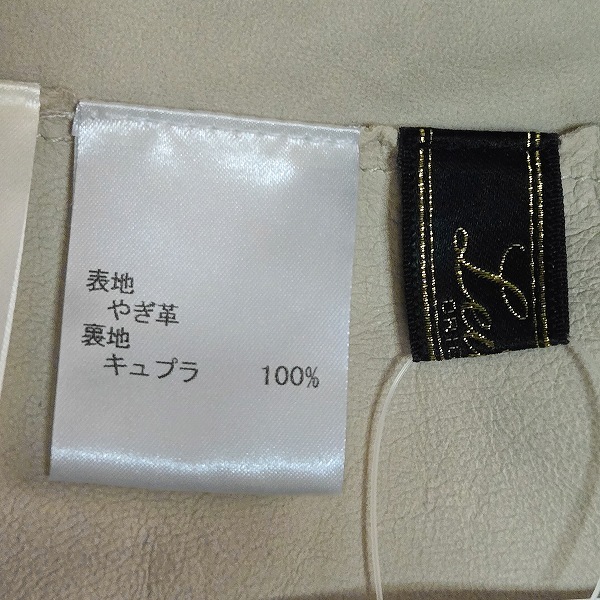 表地
やぎ革
裏地
キュプラ 100%